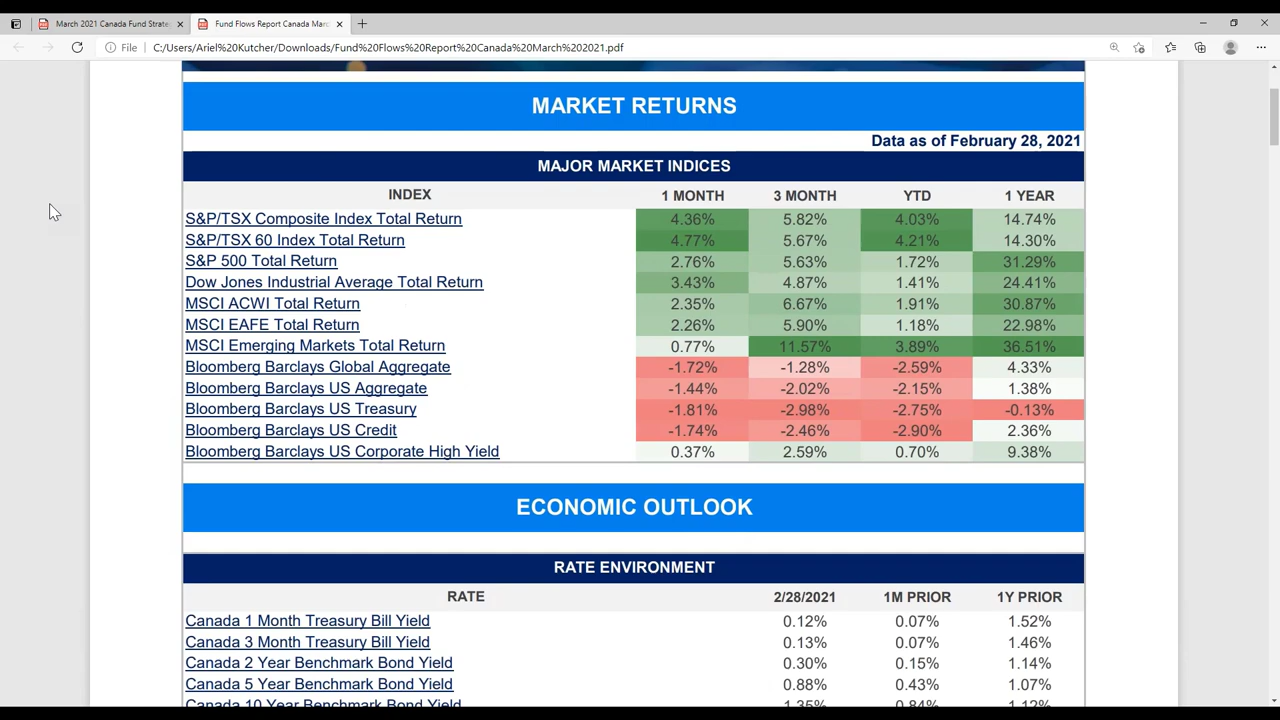 March 2021 Canada Fund Strate
Fund Flows Report Canada Mar
File C:/Users/Ariel%20Kutcher/Downloads/Fund%20Flows%20Report%20Canada%20March%202021.pdf
MARKET RETURNS
Data as of February 28, 2021
MAJOR MARKET INDICES
INDEX 1 MONTH 3 MONTH YTD 1 YEAR
S&P/TSX Composite Index Total Return 4.36% 5.82% 4.03% 14.74%
S&P/TSX 60 Index Total Return 4.77% 5.67% 4.21% 14.30%
S&P 500 Total Return 2.76% 5.63% 1.72% 31.29%
Dow Jones Industrial Average Total Return 3.43% 4.87% 1.41% 24.41%
MSCI ACWI Total Return 2.35% 6.67% 1.91% 30.87%
MSCI EAFE Total Return 2.26% 5.90% 1.18% 22.98%
MSCI Emerging Markets Total Return 0.77% 11.57% 3.89% 36.51%
Bloomberg Barclays Global Aggregate -1.72% -1.28% -2.59% 4.33%
Bloomberg Barclays US Aggregate -1.44% -2.02% -2.15% 1.38%
Bloomberg Barclays US Treasury -1.81% -2.98% -2.75% -0.13%
Bloomberg Barclays US Credit -1.74% -2.46% -2.90% 2.36%
Bloomberg Barclays US Corporate High Yield 0.37% 2.59% 0.70% 9.38%
ECONOMIC OUTLOOK
RATE ENVIRONMENT
RATE 2/28/2021 1M PRIOR 1Y PRIOR
Canada 1 Month Treasury Bill Yield 0.12% 0.07% 1.52%
Canada 3 Month Treasury Bill Yield 0.13% 0.07% 1.46%
Canada 2 Year Benchmark Bond Yield 0.30% 0.15% 1.14%
Canada 5 Year Benchmark Bond Yield 0.88% 0.43% 1.07%
Canada 10 Year Benchmark Bond Yield 1.35% 0.84% 1.12%